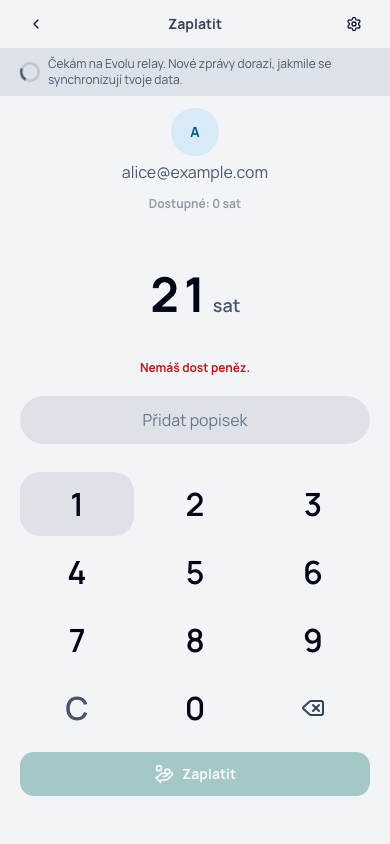 Zaplatit
Čekám na Evolu relay. Nové zprávy dorazí, jakmile se
synchronizují tvoje data.
A
alice@example.com
Dostupné: 0 sat
21 sat
Nemáš dost peněz.
Přidat popisek
1 2 3
4 5 6
7 8 9
C 0
Zaplatit